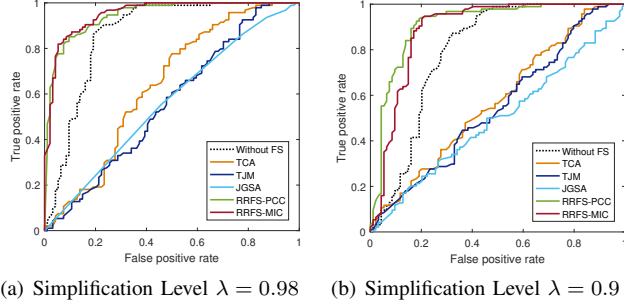 1
0.8
0.6
0.4
0.2
0
True positive rate
0 0.2 0.4 0.6 0.8 1
False positive rate
Without FS
TCA
TJM
JGSA
RRFS-PCC
RRFS-MIC
(a) Simplification Level λ = 0.98
1
0.8
0.6
0.4
0.2
0
True positive rate
0 0.2 0.4 0.6 0.8 1
False positive rate
Without FS
TCA
TJM
JGSA
RRFS-PCC
RRFS-MIC
(b) Simplification Level λ = 0.9